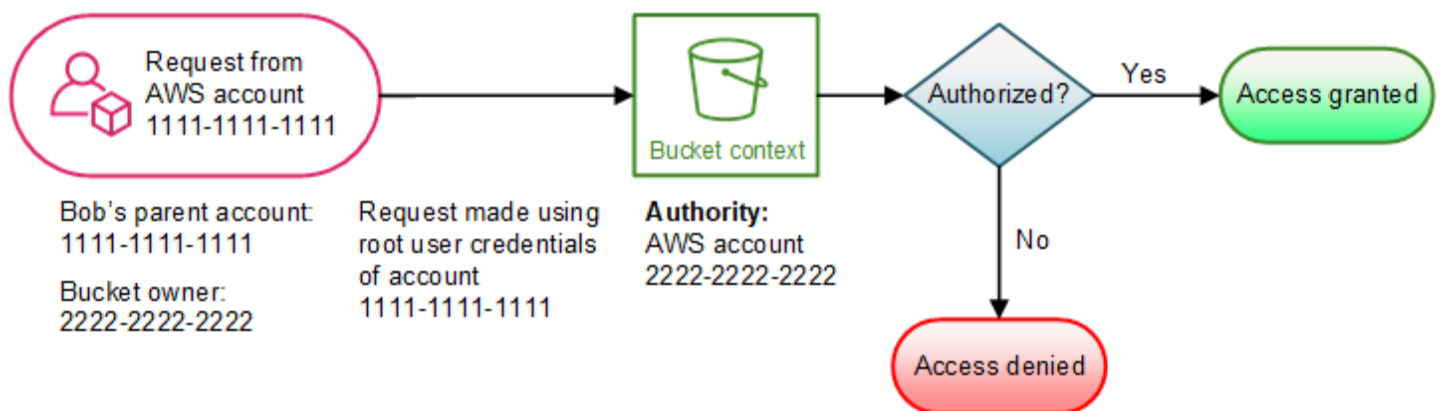 Request from
AWS account
1111-1111-1111
Bucket context
Authorized?
Yes
Access granted
No
Access denied
Bob's parent account:
1111-1111-1111
Bucket owner:
2222-2222-2222
Request made using
root user credentials
of account
1111-1111-1111
Authority:
AWS account
2222-2222-2222